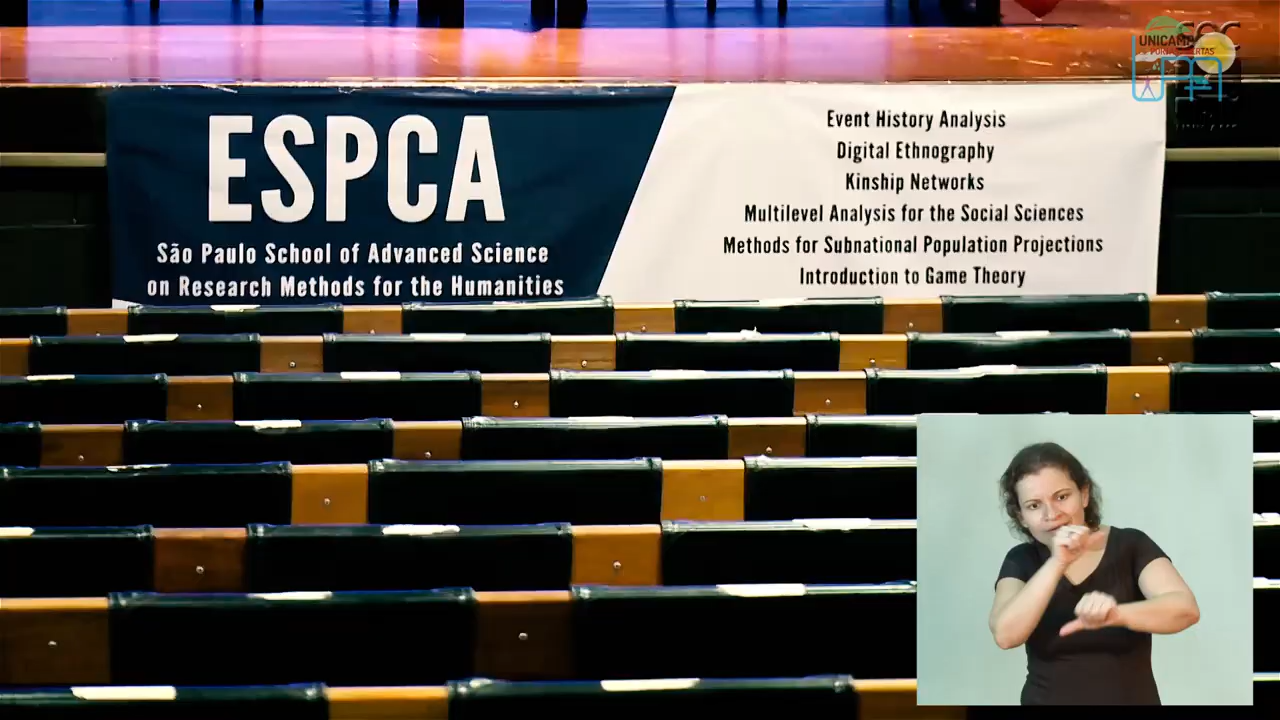 ESPCA
São Paulo School of Advanced Science
on Research Methods for the Humanities
Event History Analysis
Digital Ethnography
Kinship Networks
Multilevel Analysis for the Social Sciences
Methods for Subnational Population Projections
Introduction to Game Theory
UNICAMP